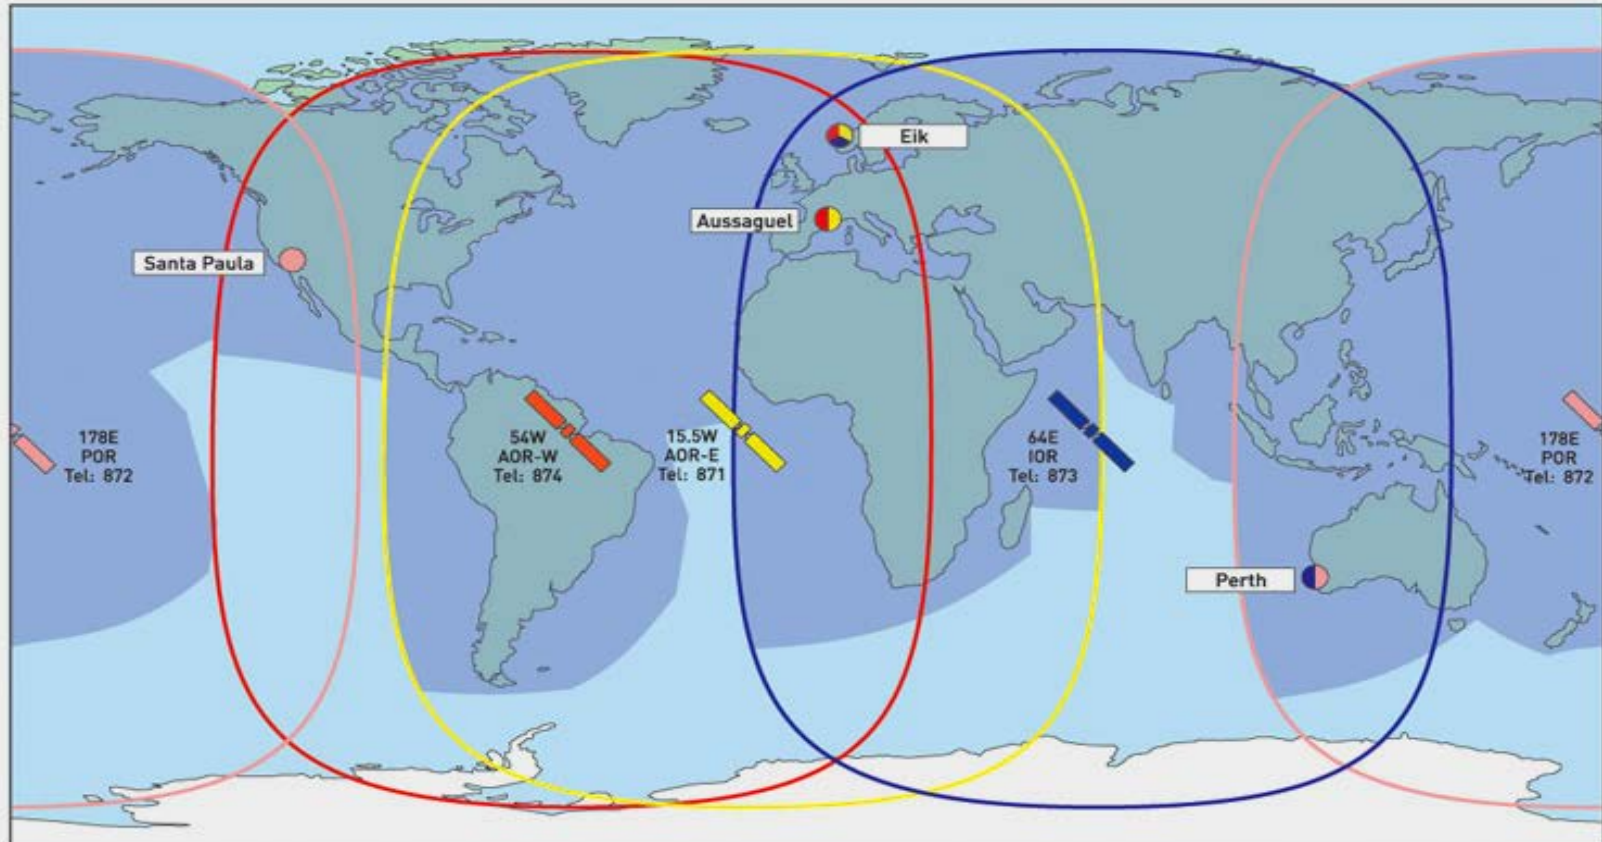 Eik
Aussaguel
Santa Paula
178E
POR
Tel: 872
54W
AOR-W
Tel: 874
15.5W
AOR-E
Tel: 871
64E
IOR
Tel: 873
178E
POR
Tel: 872
Perth